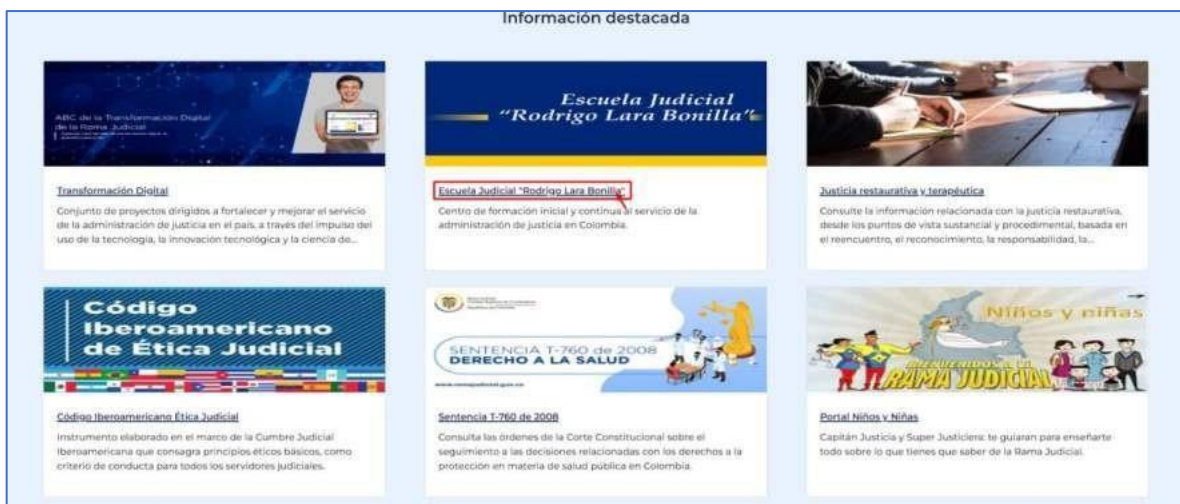 Información destacada
ABC de la Transformación Digital
de la Rama Judicial
Escuela Judicial
"Rodrigo Lara Bonilla"
Transformación Digital
Conjunto de proyectos dirigidos a fortalecer y mejorar el servicio
de la administración de justicia en el país, a través del impulso del
uso de la tecnología, la innovación tecnológica y la ciencia de...
Escuela Judicial "Rodrigo Lara Bonilla"
Centro de formación inicial y continua al servicio de la
administración de justicia en Colombia.
Justicia restaurativa y terapéutica
Consulte la información relacionada con la justicia restaurativa,
desde los puntos de vista sustancial y procedimental, basada en
el reencuentro, el reconocimiento, la responsabilidad, la...
Código
Iberoamericano
de Ética Judicial
SENTENCIA T-760 de 2008
DERECHO A LA SALUD
www.ramajudicial.gov.co
Niños y niñas
BIENVENIDOS A LA
RAMA JUDICIAL
Código Iberoamericano Ética Judicial
Instrumento elaborado en el marco de la Cumbre Judicial
Iberoamericana que consagra principios éticos básicos, como
criterio de conducta para todos los servidores judiciales.
Sentencia T-760 de 2008
Consulta las órdenes de la Corte Constitucional sobre el
seguimiento a las decisiones relacionadas con los derechos a la
protección en materia de salud pública en Colombia.
Portal Niños y Niñas
Capitán Justicia y Super Justiciera: te guiaran para enseñarte
todo sobre lo que tienes que saber de la Rama Judicial.